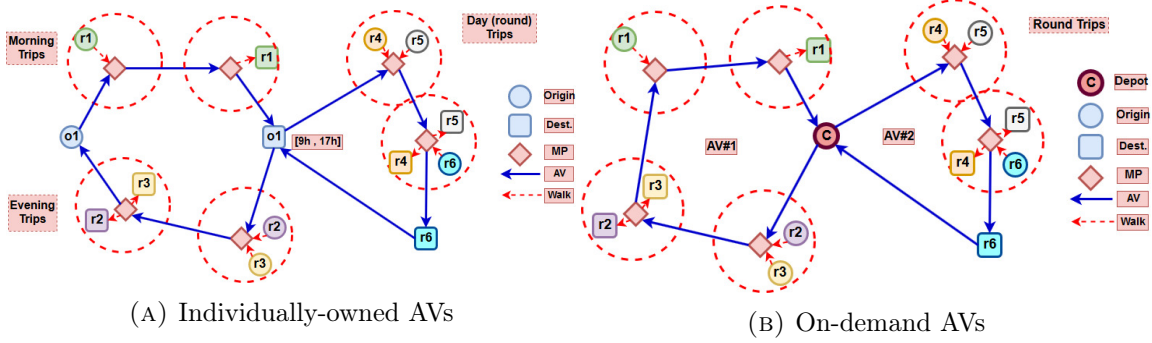 Morning
Trips
r1
r1
Day (round)
Trips
r4
r5
o1
o1
[9h , 17h]
r5
r4
r6
Evening
Trips
r3
r2
r2
r3
r6
Origin
Dest.
MP
AV
Walk
(A) Individually-owned AVs
r1
r1
Round Trips
r4
r5
AV#1
C
AV#2
r5
r4
r6
r3
r2
r2
r3
r6
C
Depot
Origin
Dest.
MP
AV
Walk
(B) On-demand AVs